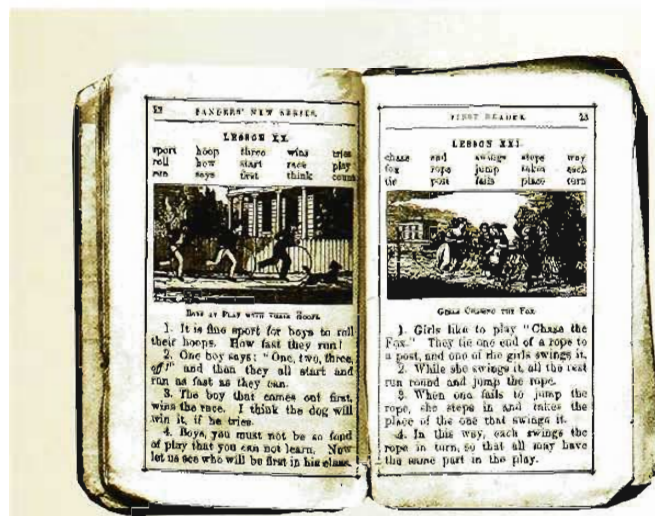 22 SANDERS' NEW SERIES.
LESSON XX.
sport hoop three wins tries
roll how start race play
run says first think count
BOYS AT PLAY WITH THEIR HOOPS.
1. It is fine sport for boys to roll
their hoops. How fast they run!
2. One boy says: "One, two, three,
off!" and then they all start and
run as fast as they can.
3. The boy that comes out first,
wins the race. I think the dog will
win it, if he tries.
4. Boys, you must not be so fond
of play that you can not learn. Now
let us see who will be first in his class.
FIRST READER. 23
LESSON XXI.
chase end swings steps way
fox rope jump takes each
tie post fails place turn
GIRLS CHASING THE FOX.
1. Girls like to play "Chase the
Fox." They tie one end of a rope to
a post, and one of the girls swings it.
2. While she swings it, all the rest
run round and jump the rope.
3. When one fails to jump the
rope, she steps in and takes the
place of the one that swings it.
4. In this way, each swings the
rope in turn, so that all may have
the same part in the play.